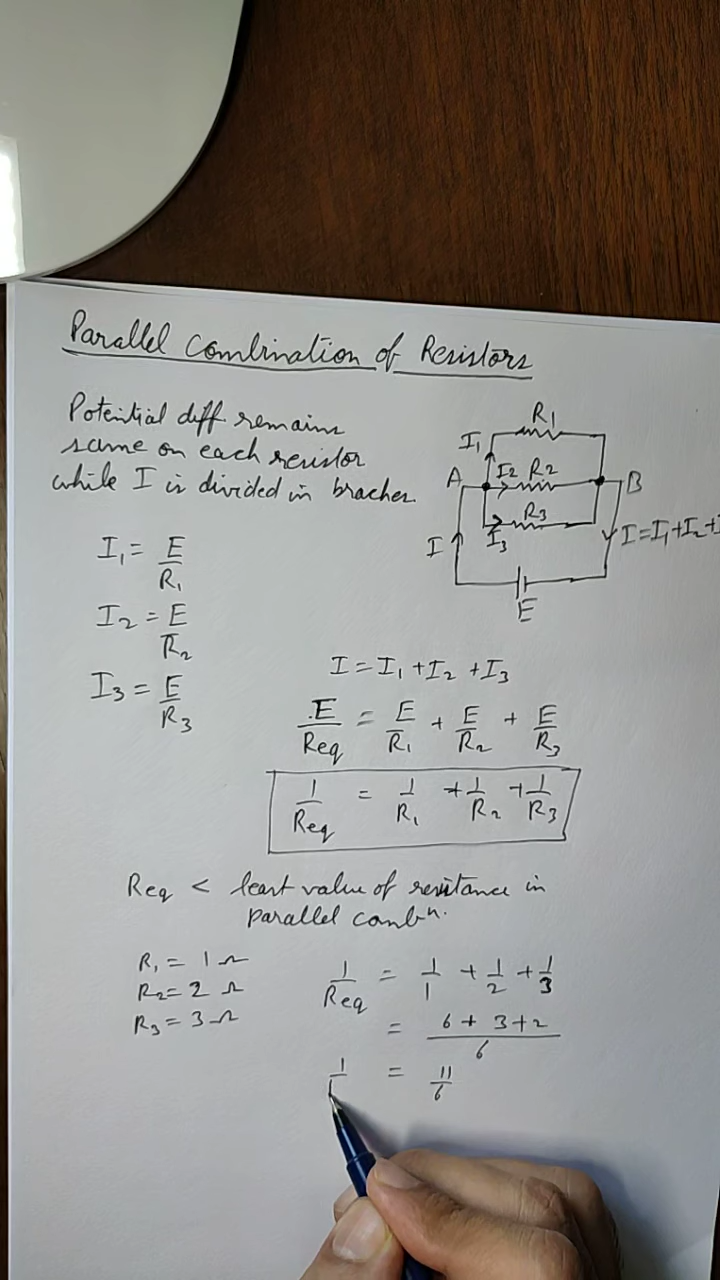 Parallel Combination of Resistors
Potential diff remains
same on each resistor
while I is divided in braches.
R1
I1
A I2 R2 B
R3
I3
I I=I1+I2+I
E
I1 = E/R1
I2 = E/R2
I3 = E/R3
I = I1 + I2 + I3
E/Req = E/R1 + E/R2 + E/R3
1/Req = 1/R1 + 1/R2 + 1/R3
Req < least value of resistance in
parallel combⁿ.
R1 = 1 Ω
R2 = 2 Ω
R3 = 3 Ω
1/Req = 1/1 + 1/2 + 1/3
= 6 + 3 + 2/6
1/ = 11/6